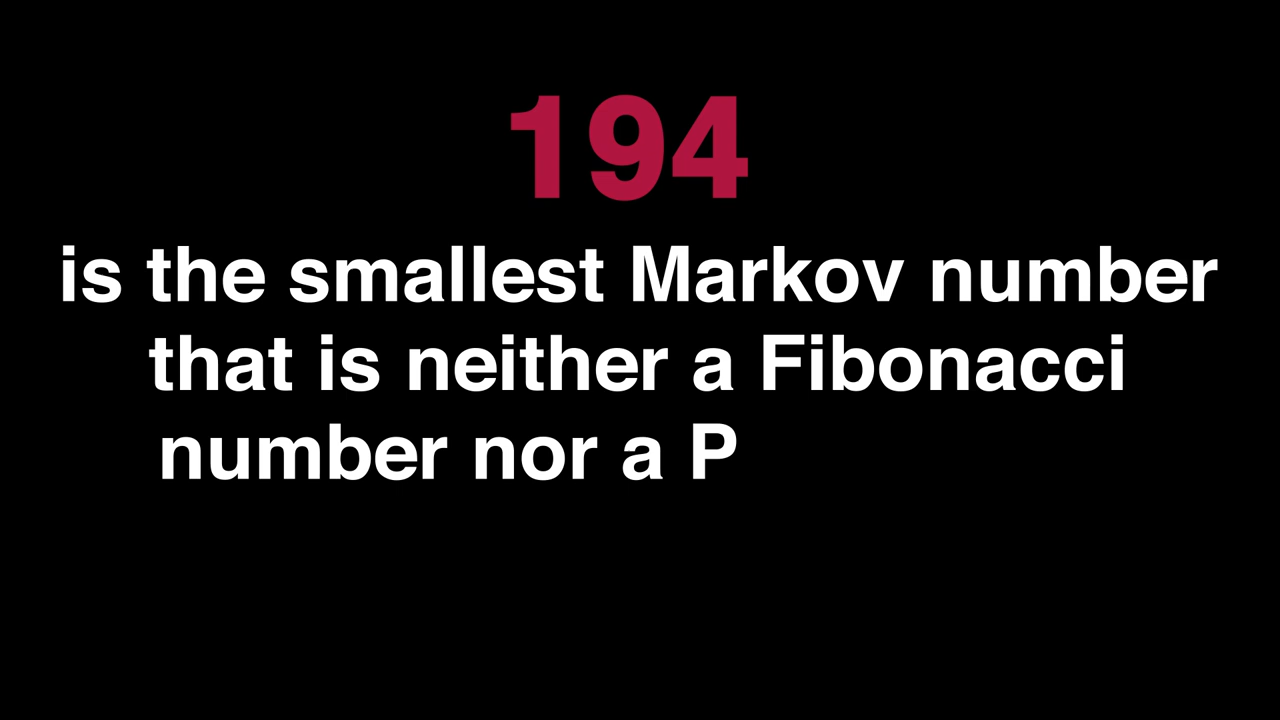 194
is the smallest Markov number
that is neither a Fibonacci
number nor a P